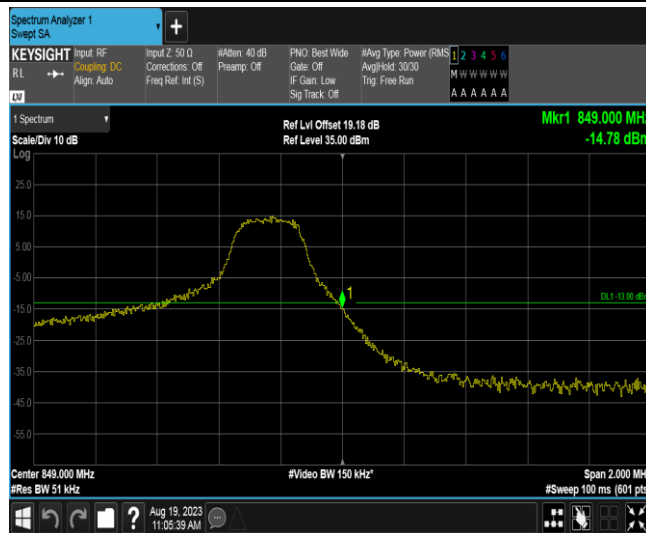 Spectrum Analyzer 1
Swept SA
+
KEYSIGHT
RL
LXI
Input: RF
Coupling: DC
Align: Auto
Input Z: 50 Ω
Corrections: Off
Freq Ref: Int (S)
#Atten: 40 dB
Preamp: Off
PNO: Best Wide
Gate: Off
IF Gain: Low
Sig Track: Off
#Avg Type: Power (RMS
Avg|Hold: 30/30
Trig: Free Run
1 2 3 4 5 6
M W W W W W
A A A A A A
1 Spectrum
Scale/Div 10 dB
Ref Lvl Offset 19.18 dB
Ref Level 35.00 dBm
Mkr1 849.000 MHz
-14.78 dBm
Log
25.0
15.0
5.00
-5.00
1
DL1 -13.00 dBm
-15.0
-25.0
-35.0
-45.0
-55.0
Center 849.000 MHz
#Res BW 51 kHz
#Video BW 150 kHz*
Span 2.000 MH
#Sweep 100 ms (601 pts
?
Aug 19, 2023
11:05:39 AM